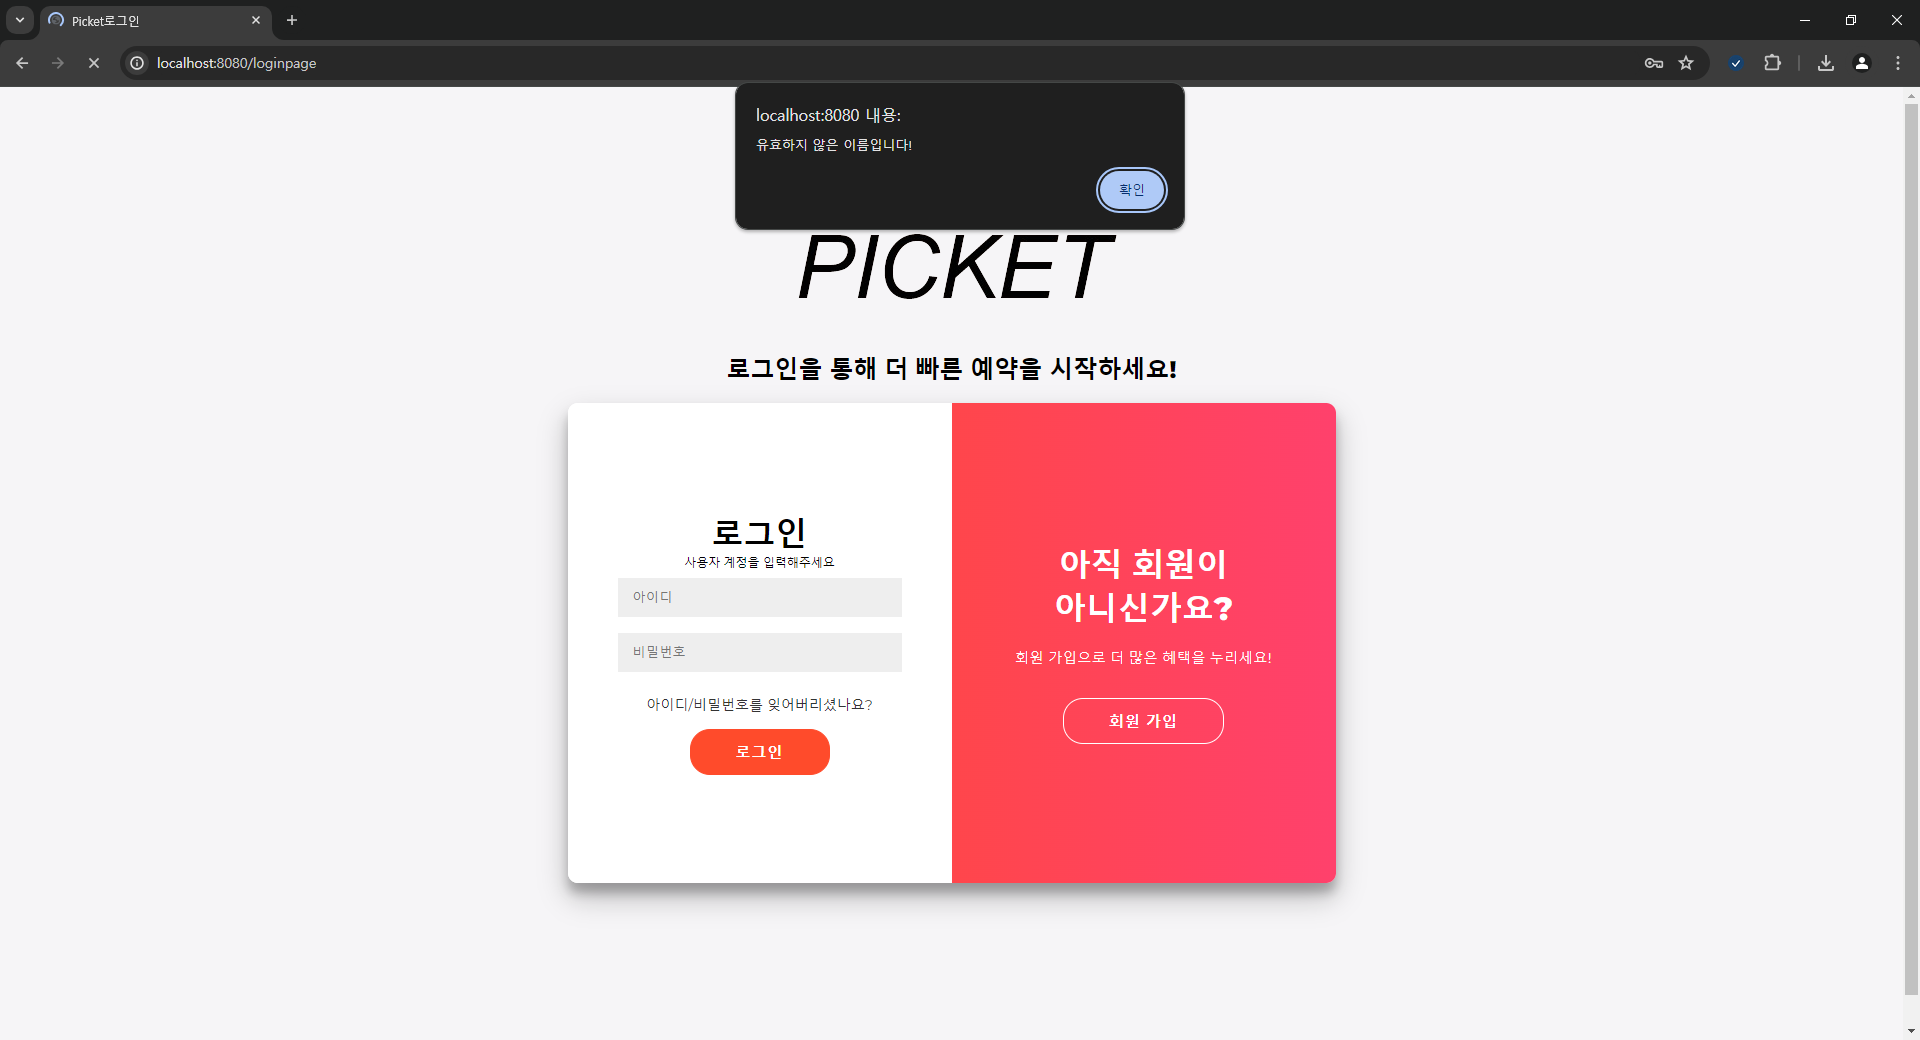 Picket로그인
localhost:8080/loginpage
localhost:8080 내용:
유효하지 않은 이름입니다!
확인
PICKET
로그인을 통해 더 빠른 예약을 시작하세요!
로그인
사용자 계정을 입력해주세요
아이디
비밀번호
아이디/비밀번호를 잊어버리셨나요?
로그인
아직 회원이
아니신가요?
회원 가입으로 더 많은 혜택을 누리세요!
회원 가입